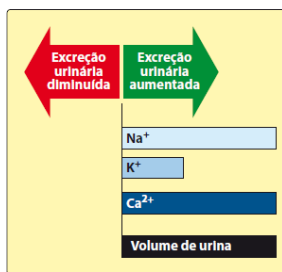 Excreção
urinária
diminuída
Excreção
urinária
aumentada
Na⁺
K⁺
Ca²⁺
Volume de urina